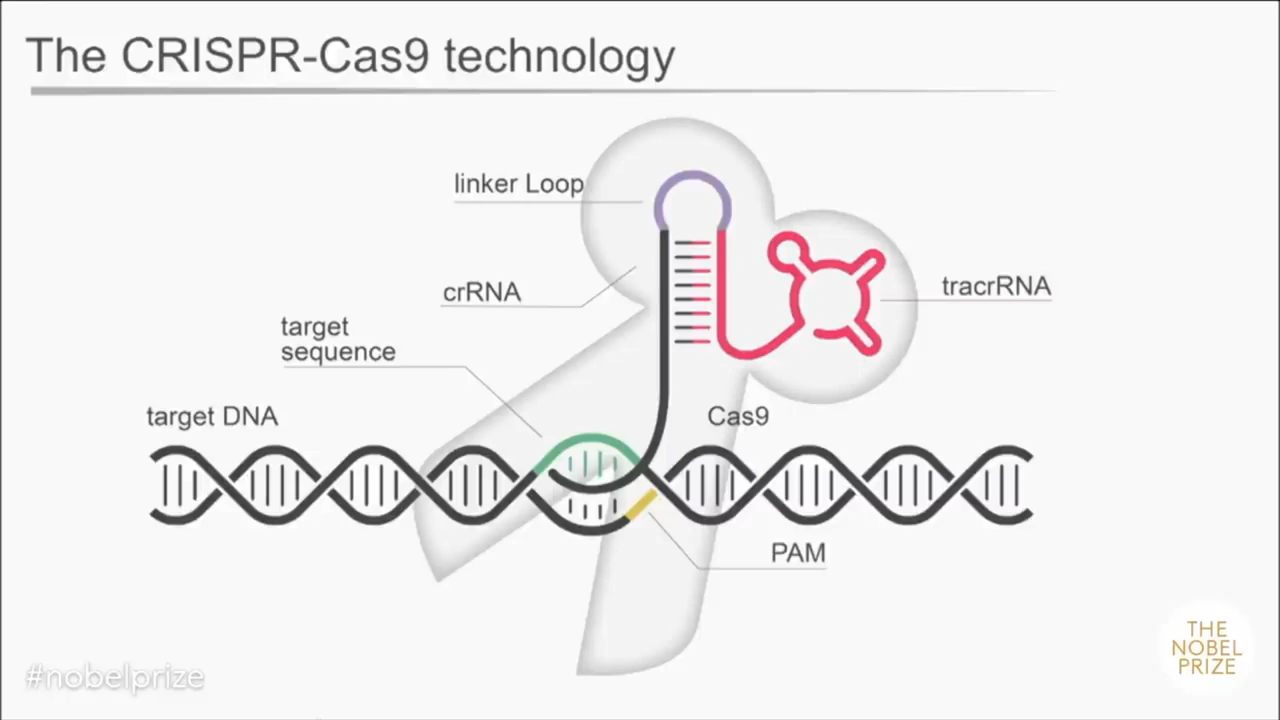 The CRISPR-Cas9 technology
linker Loop
crRNA
tracrRNA
target
sequence
target DNA
Cas9
PAM
#nobelprize
THE
NOBEL
PRIZE